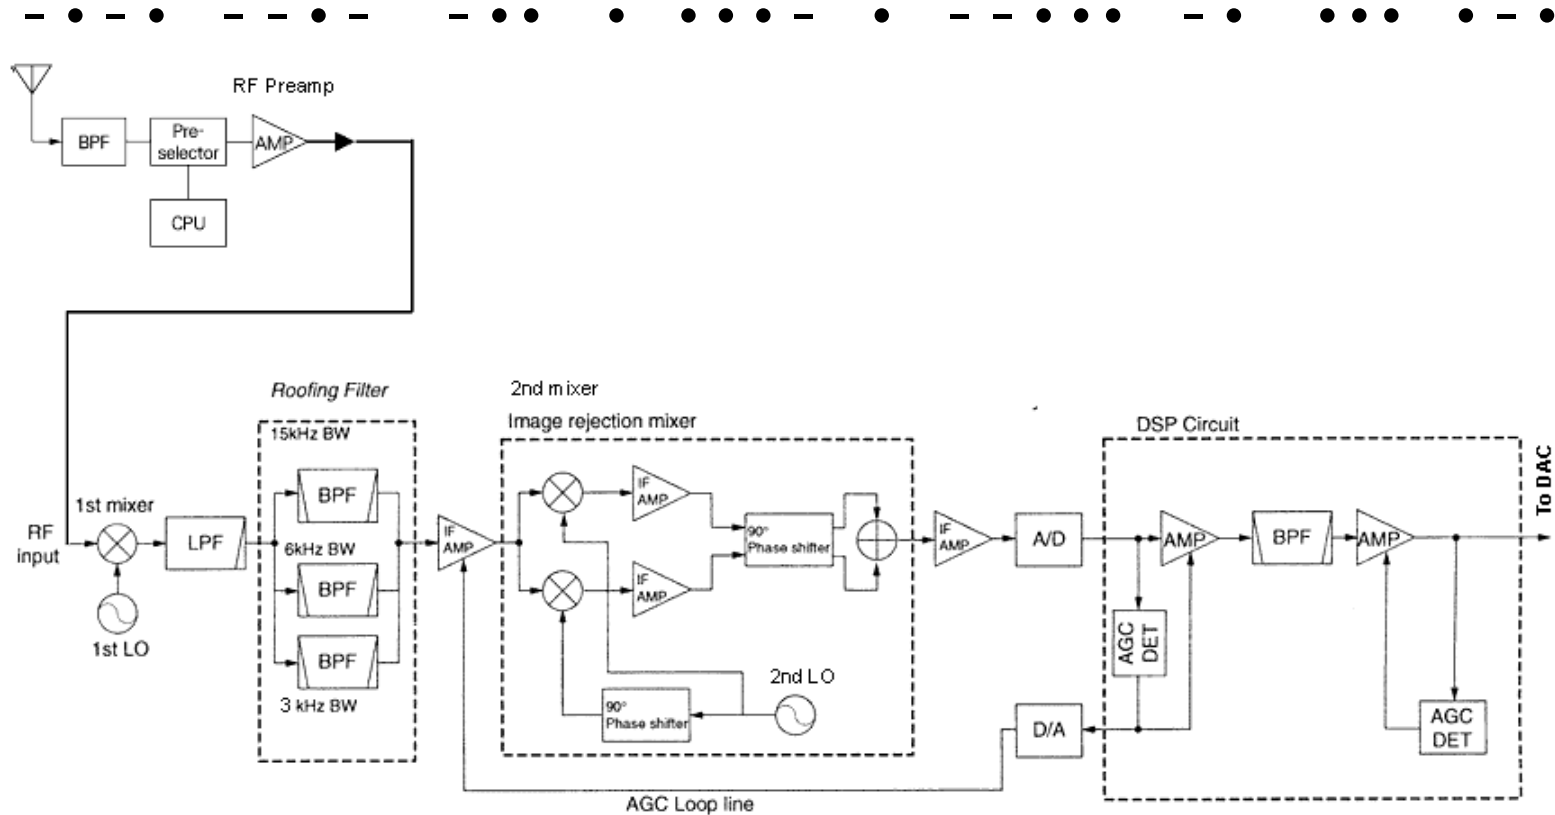 — • — • — — • — — • • • • • • — • — — • • • — • • • • • — •
RF Preamp
BPF
Pre-
selector
AMP
CPU
Roofing Filter
2nd mixer
Image rejection mixer
DSP Circuit
15kHz BW
To DAC
BPF
IF
AMP
1st mixer
RF
input
LPF
6kHz BW
IF
AMP
90°
Phase shifter
IF
AMP
A/D
AMP
BPF
AMP
BPF
IF
AMP
AGC
DET
1st LO
BPF
2nd LO
3 kHz BW
90°
Phase shifter
D/A
AGC
DET
AGC Loop line